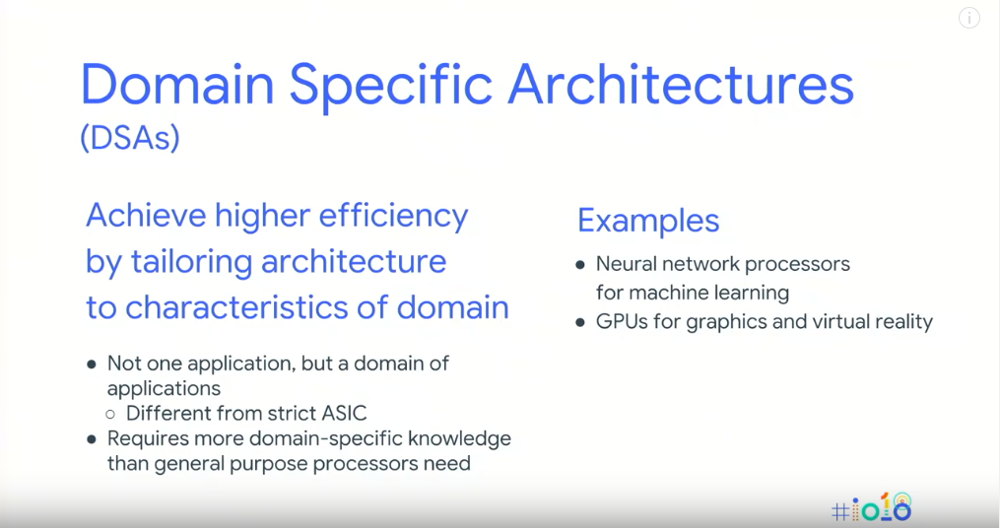 Domain Specific Architectures
(DSAs)
Achieve higher efficiency
by tailoring architecture
to characteristics of domain
● Not one application, but a domain of
applications
○ Different from strict ASIC
● Requires more domain-specific knowledge
than general purpose processors need
Examples
● Neural network processors
for machine learning
● GPUs for graphics and virtual reality
#io18